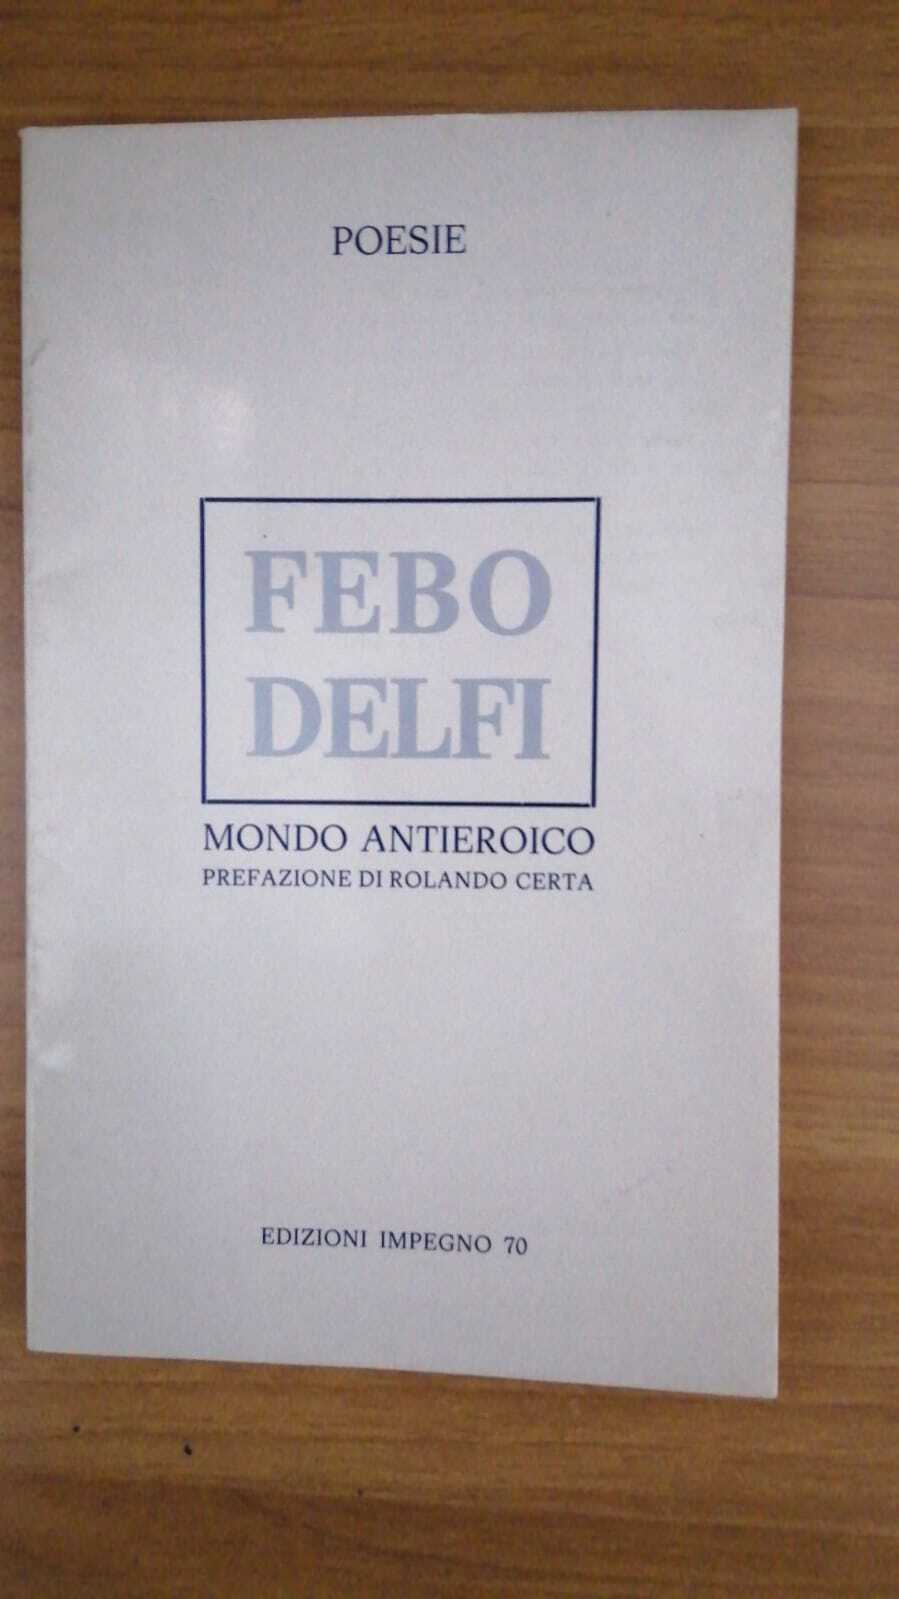 POESIE
FEBO
DELFI
MONDO ANTIEROICO
PREFAZIONE DI ROLANDO CERTA
EDIZIONI IMPEGNO 70